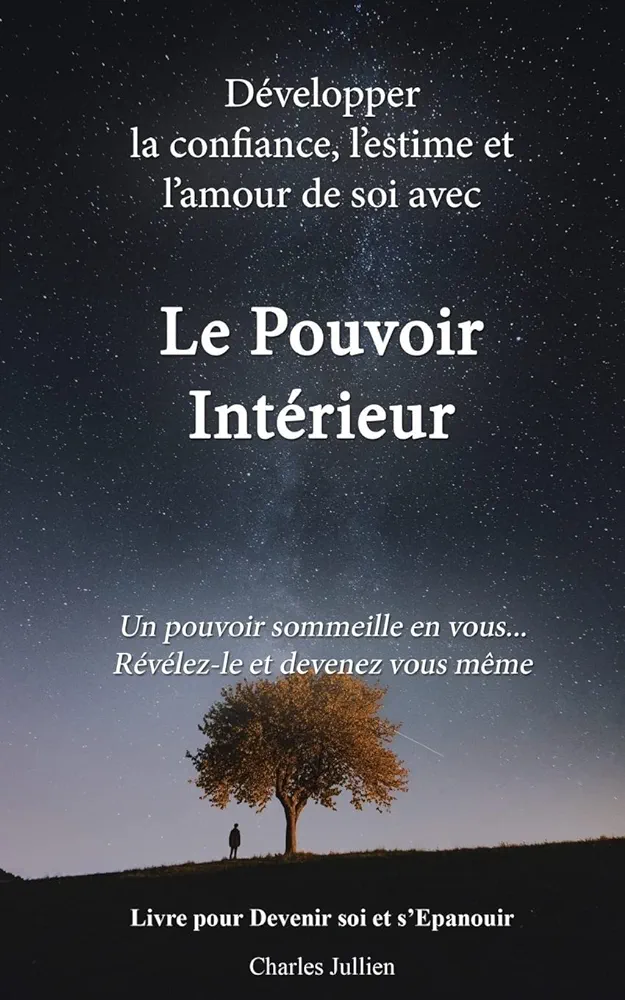 Développer
la confiance, l’estime et
l’amour de soi avec
Le Pouvoir
Intérieur
Un pouvoir sommeille en vous...
Révélez-le et devenez vous même
Livre pour Devenir soi et s’Epanouir
Charles Jullien